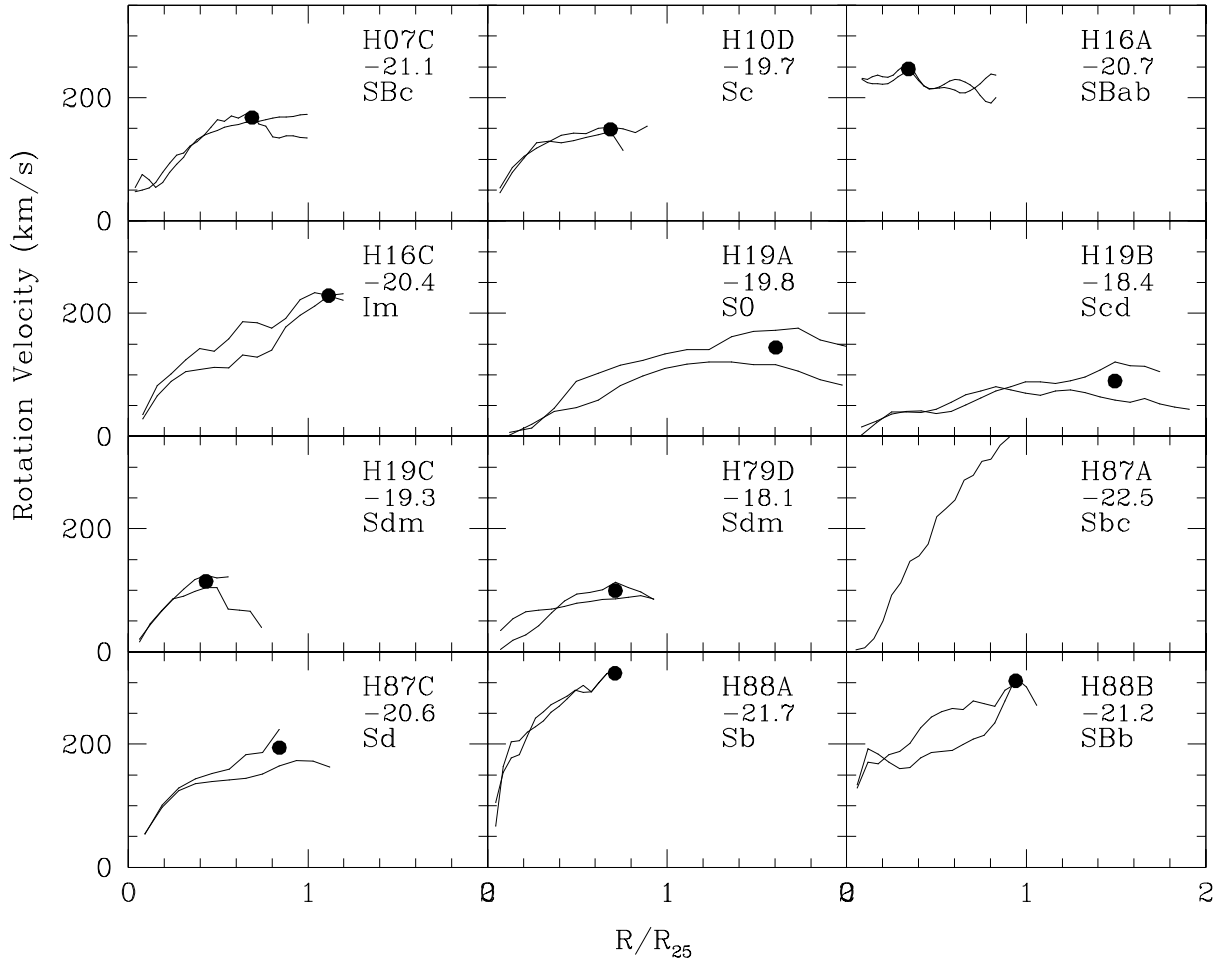 Rotation Velocity (km/s)
H07C
-21.1
SBc
H10D
-19.7
Sc
H16A
-20.7
SBab
200
0
H16C
-20.4
Im
H19A
-19.8
S0
H19B
-18.4
Scd
200
0
H19C
-19.3
Sdm
H79D
-18.1
Sdm
H87A
-22.5
Sbc
200
0
H87C
-20.6
Sd
H88A
-21.7
Sb
H88B
-21.2
SBb
200
0
0 1 1 1 2
R/R25